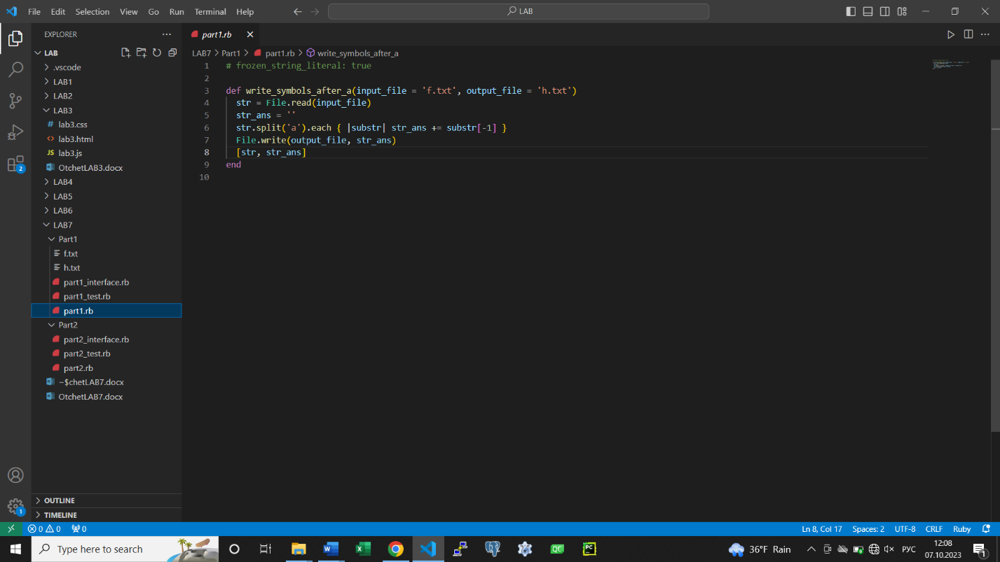 File Edit Selection View Go Run Terminal Help
LAB
EXPLORER
part1.rb
LAB
LAB7 > Part1 > part1.rb > write_symbols_after_a
.vscode
LAB1
LAB2
LAB3
lab3.css
lab3.html
JS lab3.js
OtchetLAB3.docx
LAB4
LAB5
LAB6
LAB7
Part1
f.txt
h.txt
part1_interface.rb
part1_test.rb
part1.rb
Part2
part2_interface.rb
part2_test.rb
part2.rb
~$chetLAB7.docx
OtchetLAB7.docx
OUTLINE
TIMELINE
1 # frozen_string_literal: true
2
3 def write_symbols_after_a(input_file = 'f.txt', output_file = 'h.txt')
4 str = File.read(input_file)
5 str_ans = ''
6 str.split('a').each { |substr| str_ans += substr[-1] }
7 File.write(output_file, str_ans)
8 [str, str_ans]
9 end
10
2
1
0 0 0
Ln 8, Col 17 Spaces: 2 UTF-8 CRLF Ruby
Type here to search
QC
PC
36°F Rain
РУС
12:08
07.10.2023
1